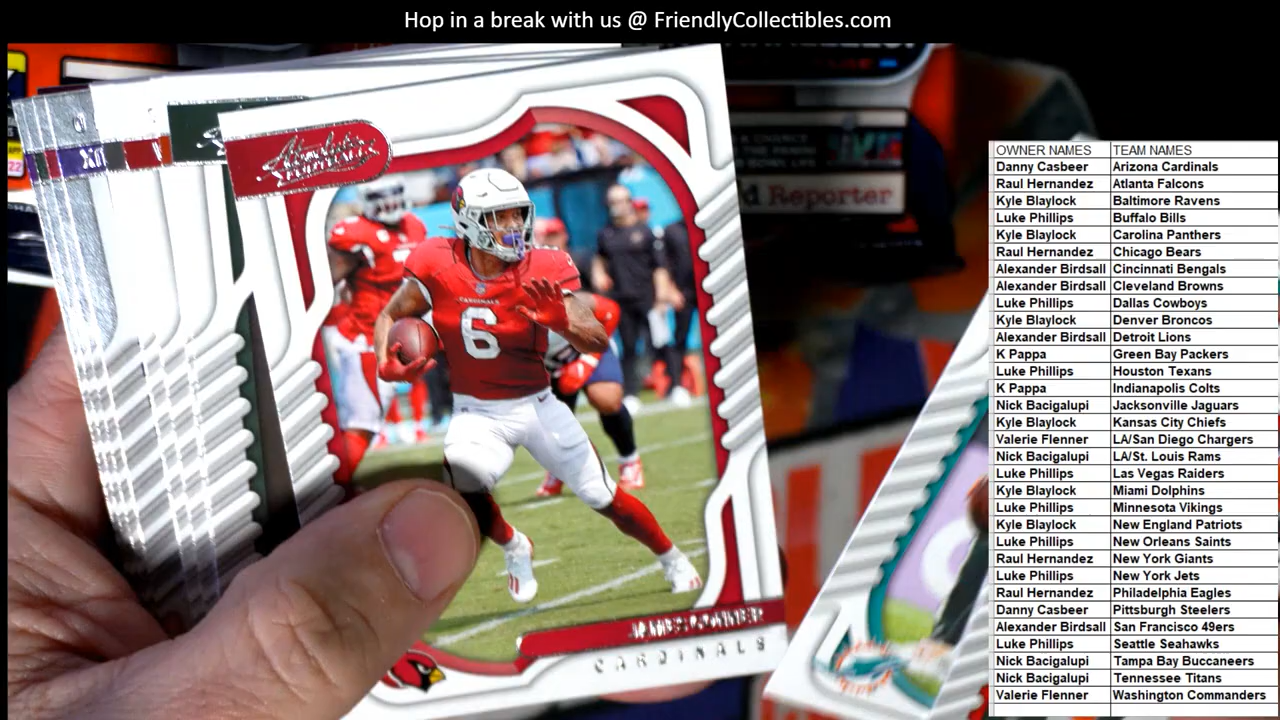 Hop in a break with us @ FriendlyCollectibles.com
Absolute
FOOTBALL
CARDINALS
6
JAMES CONNER
CARDINALS
Reporter
22
OWNER NAMES TEAM NAMES
Danny Casbeer Arizona Cardinals
Raul Hernandez Atlanta Falcons
Kyle Blaylock Baltimore Ravens
Luke Phillips Buffalo Bills
Kyle Blaylock Carolina Panthers
Raul Hernandez Chicago Bears
Alexander Birdsall Cincinnati Bengals
Alexander Birdsall Cleveland Browns
Luke Phillips Dallas Cowboys
Kyle Blaylock Denver Broncos
Alexander Birdsall Detroit Lions
K Pappa Green Bay Packers
Luke Phillips Houston Texans
K Pappa Indianapolis Colts
Nick Bacigalupi Jacksonville Jaguars
Kyle Blaylock Kansas City Chiefs
Valerie Flenner LA/San Diego Chargers
Nick Bacigalupi LA/St. Louis Rams
Luke Phillips Las Vegas Raiders
Kyle Blaylock Miami Dolphins
Luke Phillips Minnesota Vikings
Kyle Blaylock New England Patriots
Luke Phillips New Orleans Saints
Raul Hernandez New York Giants
Luke Phillips New York Jets
Raul Hernandez Philadelphia Eagles
Danny Casbeer Pittsburgh Steelers
Alexander Birdsall San Francisco 49ers
Luke Phillips Seattle Seahawks
Nick Bacigalupi Tampa Bay Buccaneers
Nick Bacigalupi Tennessee Titans
Valerie Flenner Washington Commanders